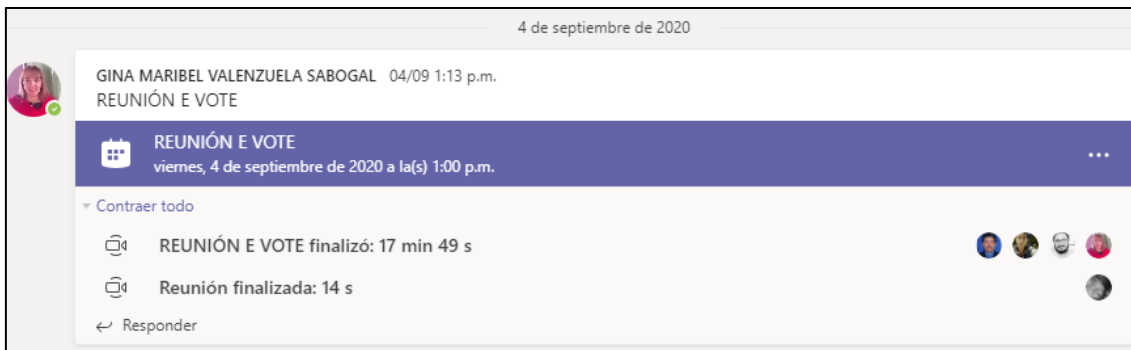 4 de septiembre de 2020
GINA MARIBEL VALENZUELA SABOGAL 04/09 1:13 p.m.
REUNIÓN E VOTE
REUNIÓN E VOTE
viernes, 4 de septiembre de 2020 a la(s) 1:00 p.m.
Contraer todo
REUNIÓN E VOTE finalizó: 17 min 49 s
Reunión finalizada: 14 s
Responder